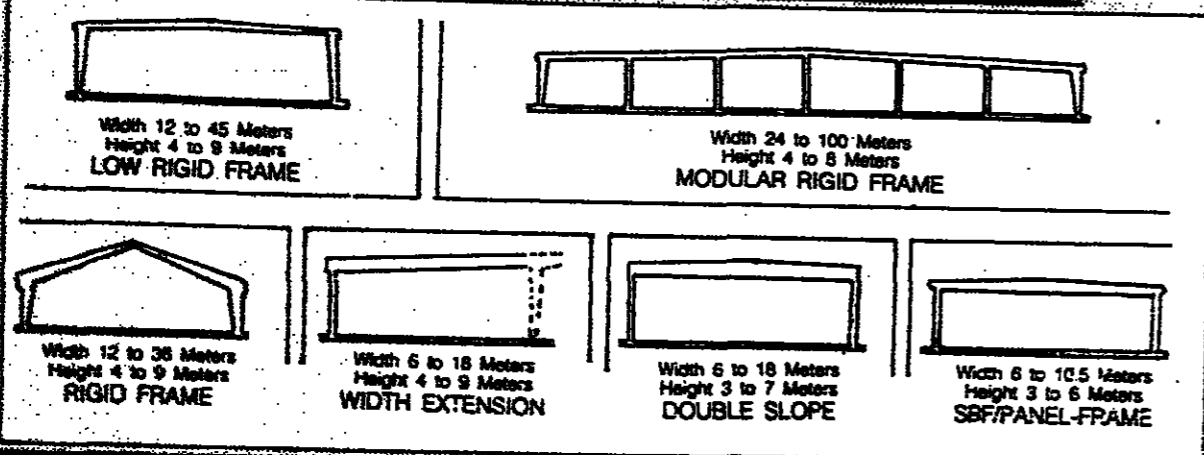 Width 12 to 45 Meters
Height 4 to 9 Meters
LOW RIGID FRAME
Width 24 to 100 Meters
Height 4 to 8 Meters
MODULAR RIGID FRAME
Width 12 to 36 Meters
Height 4 to 9 Meters
RIGID FRAME
Width 6 to 18 Meters
Height 4 to 9 Meters
WIDTH EXTENSION
Width 6 to 18 Meters
Height 3 to 7 Meters
DOUBLE SLOPE
Width 6 to 10.5 Meters
Height 3 to 6 Meters
SBF/PANEL-FRAME